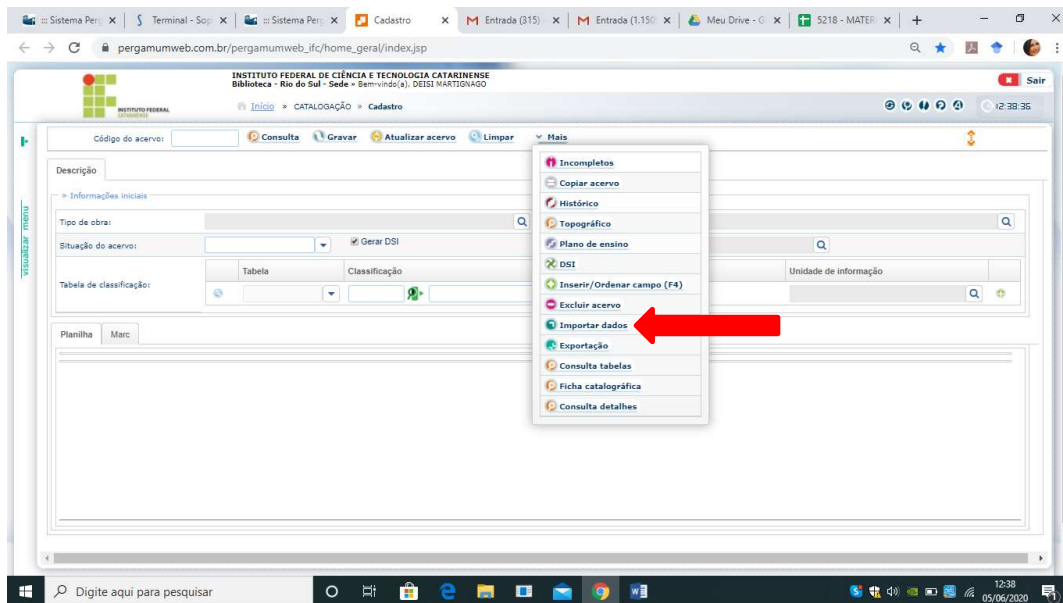 ::: Sistema Perg
Terminal - Sop
::: Sistema Perg
Cadastro
Entrada (315)
Entrada (1.150
Meu Drive - G
5218 - MATER
pergamumweb.com.br/pergamumweb_ifc/home_geral/index.jsp
INSTITUTO FEDERAL
CATARINENSE
INSTITUTO FEDERAL DE CIÊNCIA E TECNOLOGIA CATARINENSE
Biblioteca - Rio do Sul - Sede » Bem-vindo(a), DEISI MARTIGNAGO
Sair
Início » CATALOGAÇÃO » Cadastro
12:38:36
Código do acervo:
Consulta
Gravar
Atualizar acervo
Limpar
Mais
visualizar menu
Descrição
Informações iniciais
Tipo de obra:
Situação do acervo:
Gerar DSI
Tabela de classificação:
Tabela
Classificação
Unidade de informação
Incompletos
Copiar acervo
Histórico
Topográfico
Plano de ensino
DSI
Inserir/Ordenar campo (F4)
Excluir acervo
Importar dados
Exportação
Consulta tabelas
Ficha catalográfica
Consulta detalhes
Planilha
Marc
Digite aqui para pesquisar
12:38
05/06/2020